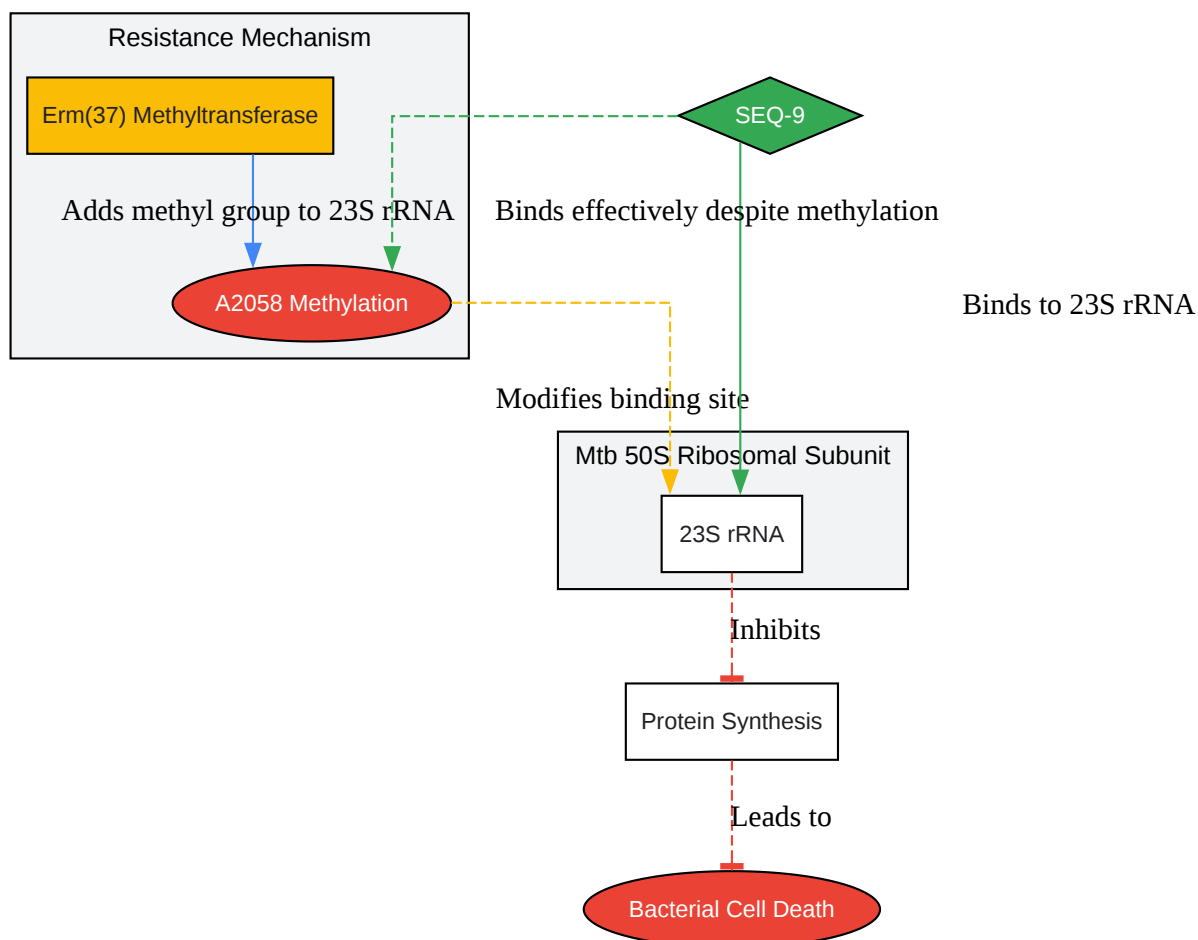 Resistance Mechanism
Erm(37) Methyltransferase
SEQ-9
Adds methyl group to 23S rRNA
Binds effectively despite methylation
A2058 Methylation
Binds to 23S rRNA
Modifies binding site
Mtb 50S Ribosomal Subunit
23S rRNA
Inhibits
Protein Synthesis
Leads to
Bacterial Cell Death